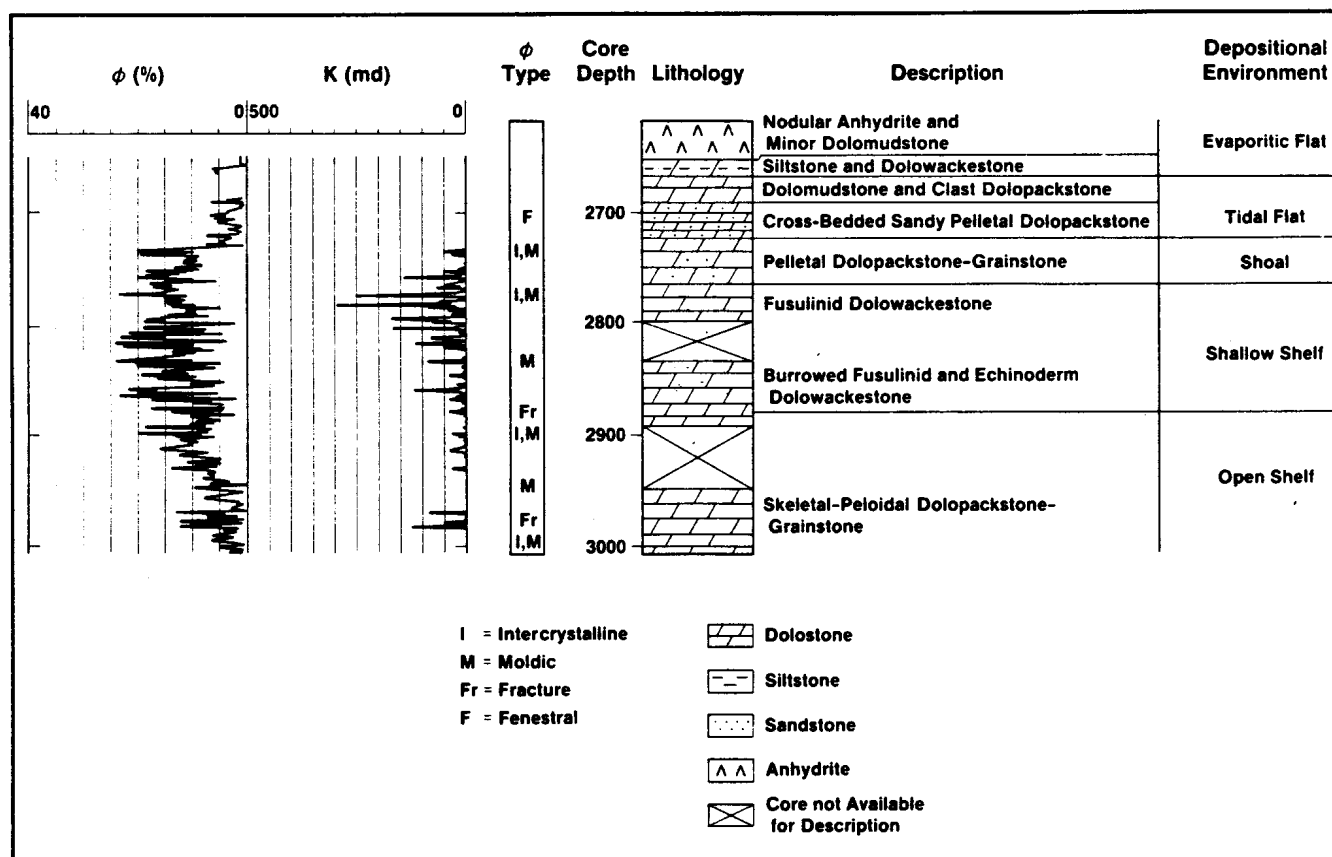 ϕ (%)
K (md)
ϕ
Type
Core
Depth
Lithology
Description
Depositional
Environment
40
0
500
0
Nodular Anhydrite and
Minor Dolomudstone
Evaporitic Flat
Siltstone and Dolowackestone
Dolomudstone and Clast Dolopackstone
F
2700
Cross-Bedded Sandy Pelletal Dolopackstone
Tidal Flat
I,M
Pelletal Dolopackstone-Grainstone
Shoal
I,M
Fusulinid Dolowackestone
2800
M
Shallow Shelf
Burrowed Fusulinid and Echinoderm
Dolowackestone
Fr
I,M
2900
Open Shelf
M
Skeletal-Peloidal Dolopackstone-
Grainstone
Fr
I,M
3000
I = Intercrystalline
M = Moldic
Fr = Fracture
F = Fenestral
Dolostone
Siltstone
Sandstone
Anhydrite
Core not Available
for Description